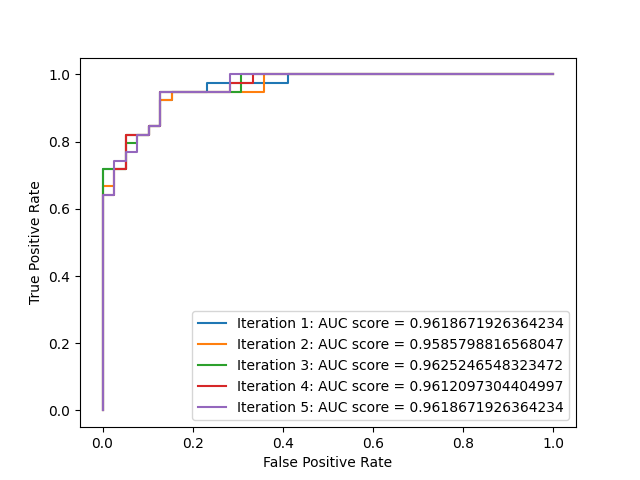 1.0
0.8
0.6
0.4
0.2
0.0
True Positive Rate
Iteration 1: AUC score = 0.9618671926364234
Iteration 2: AUC score = 0.9585798816568047
Iteration 3: AUC score = 0.9625246548323472
Iteration 4: AUC score = 0.9612097304404997
Iteration 5: AUC score = 0.9618671926364234
0.0 0.2 0.4 0.6 0.8 1.0
False Positive Rate